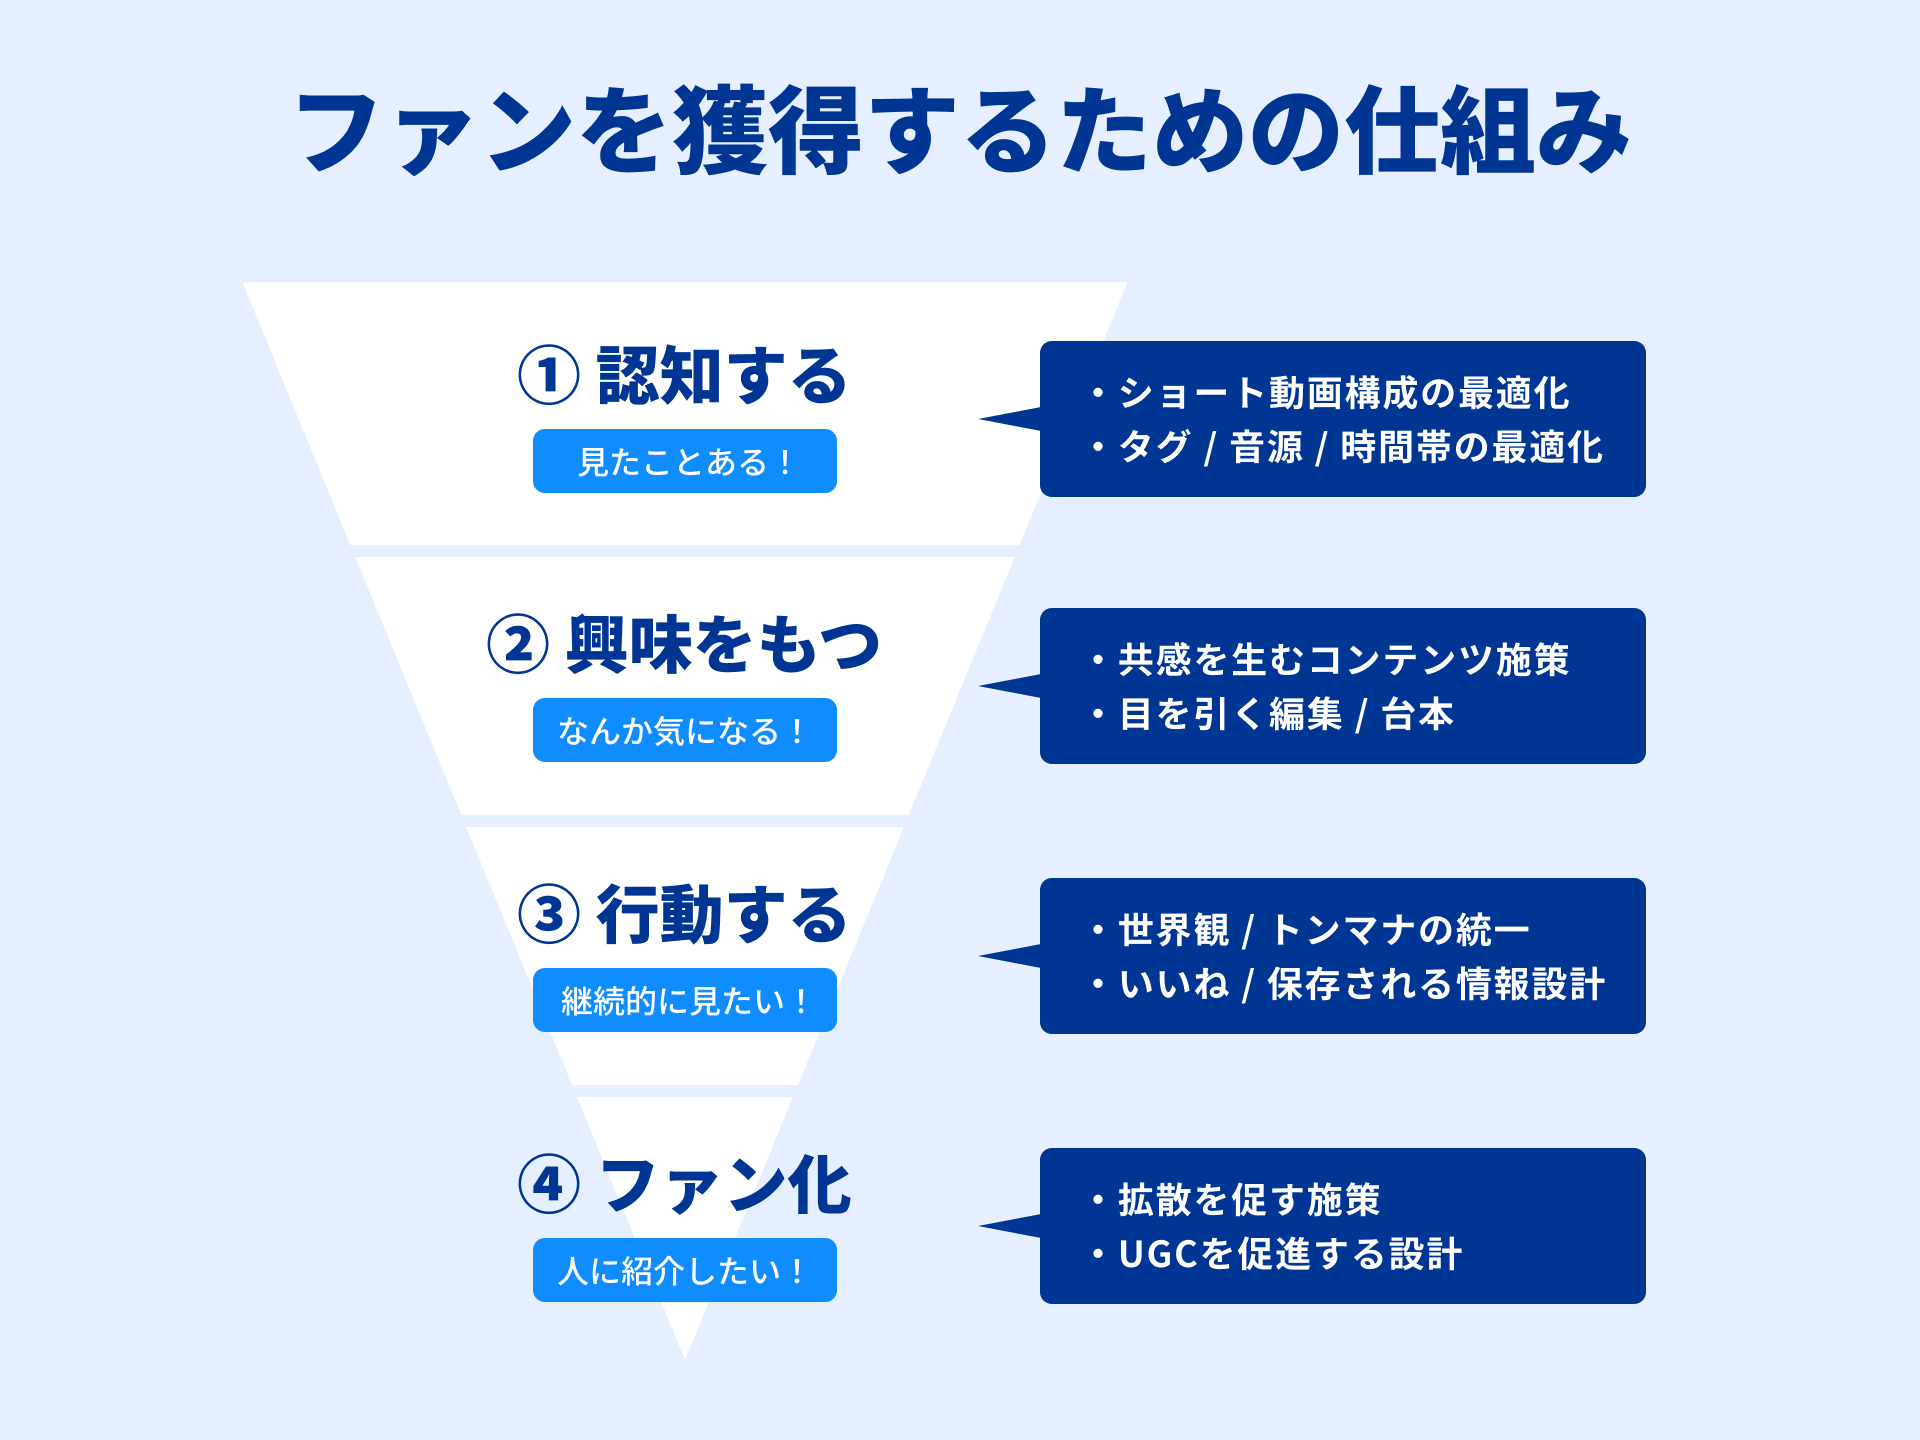 ファンを獲得するための仕組み
① 認知する
見たことある！
・ショート動画構成の最適化
・タグ / 音源 / 時間帯の最適化
② 興味をもつ
なんか気になる！
・共感を生むコンテンツ施策
・目を引く編集 / 台本
③ 行動する
継続的に見たい！
・世界観 / トンマナの統一
・いいね / 保存される情報設計
④ ファン化
人に紹介したい！
・拡散を促す施策
・UGCを促進する設計